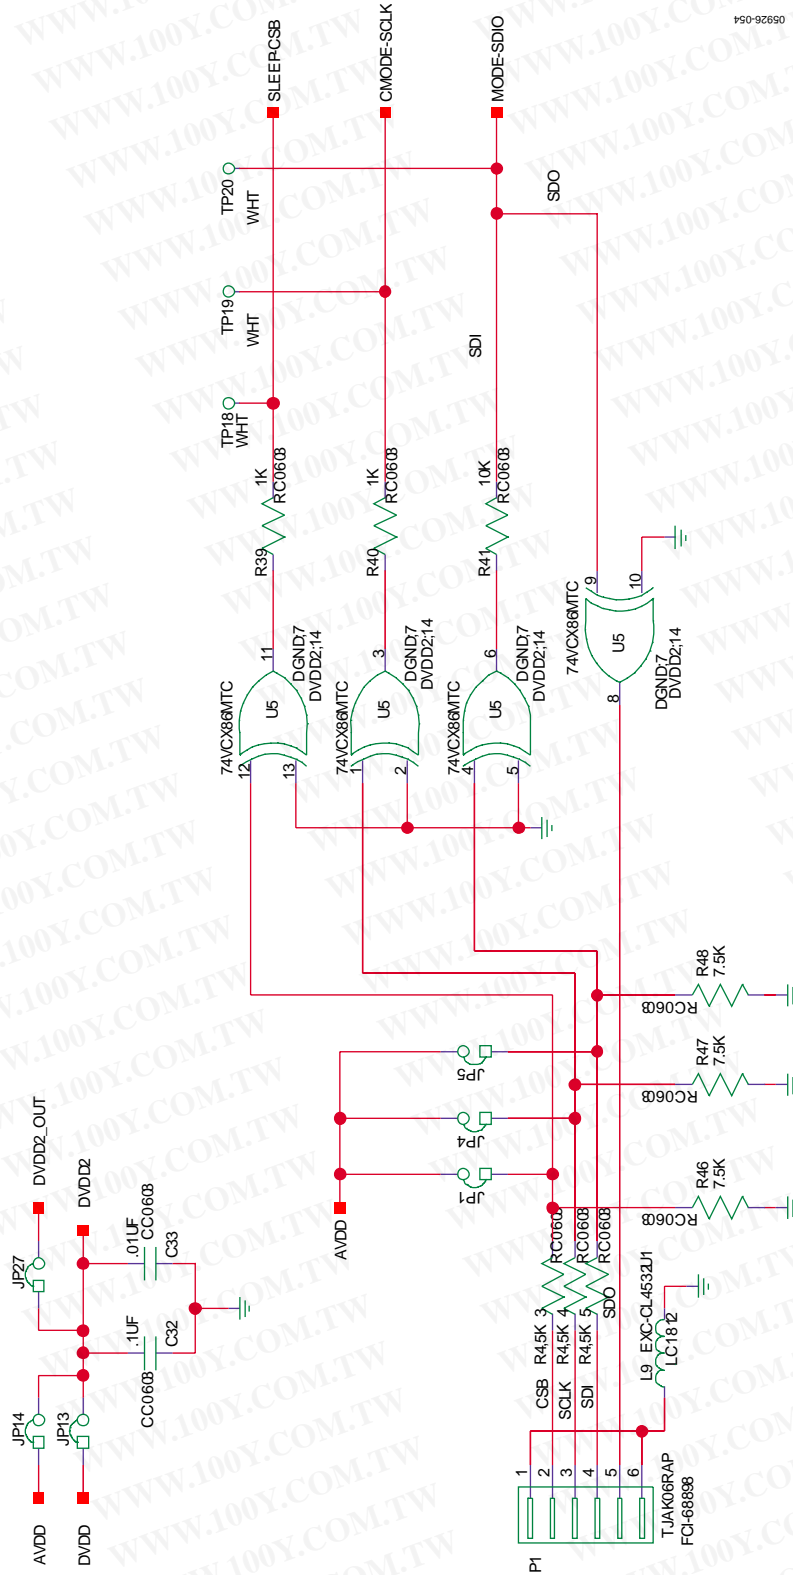 05926-054
SLEEP-CSB
CMODE-SCLK
MODE-SDIO
TP20
WHT
TP19
WHT
TP18
WHT
SDO
SDI
R39
1K
RC0603
R40
1K
RC0603
R41
10K
RC0603
74VCX86MTC
12
13
11
U5
DGND;7
DVDD2;14
74VCX86MTC
1
2
3
U5
DGND;7
DVDD2;14
74VCX86MTC
4
5
6
U5
DGND;7
DVDD2;14
74VCX86MTC
9
10
8
U5
DGND;7
DVDD2;14
R48
7.5K
RC0603
R47
7.5K
RC0603
R46
7.5K
RC0603
JP5
JP4
JP1
AVDD
DVDD2_OUT
DVDD2
JP27
.01UF
CC0603
C33
.1UF
CC0603
C32
JP14
JP13
AVDD
DVDD
RC0603
RC0603
RC0603
R4,5K 3
R4,5K 4
R4,5K 5
CSB
SCLK
SDI
SDO
L9 EXC-CL4532U1
LC1812
1
2
3
4
5
6
P1
TJAK06RAP
FCI-68898
WWW.100Y.COM.TW